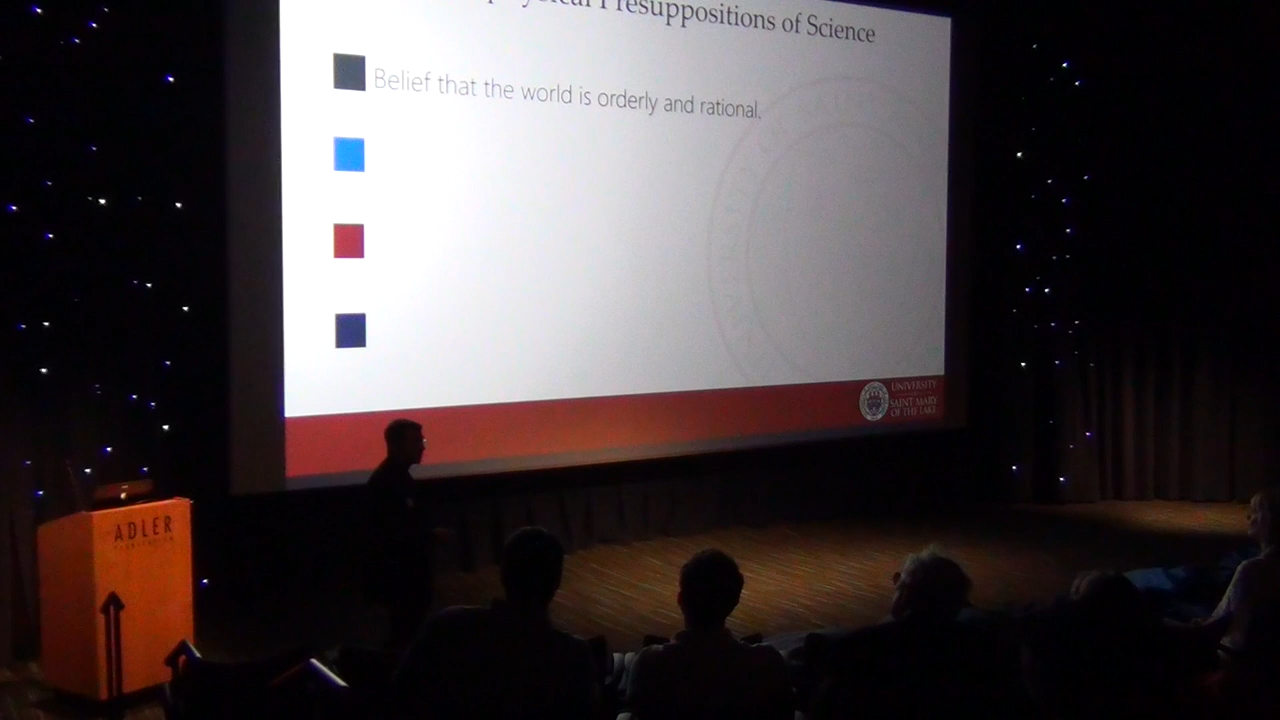 Presuppositions of Science
Belief that the world is orderly and rational.
UNIVERSITY
SAINT MARY
OF THE LAKE
ADLER